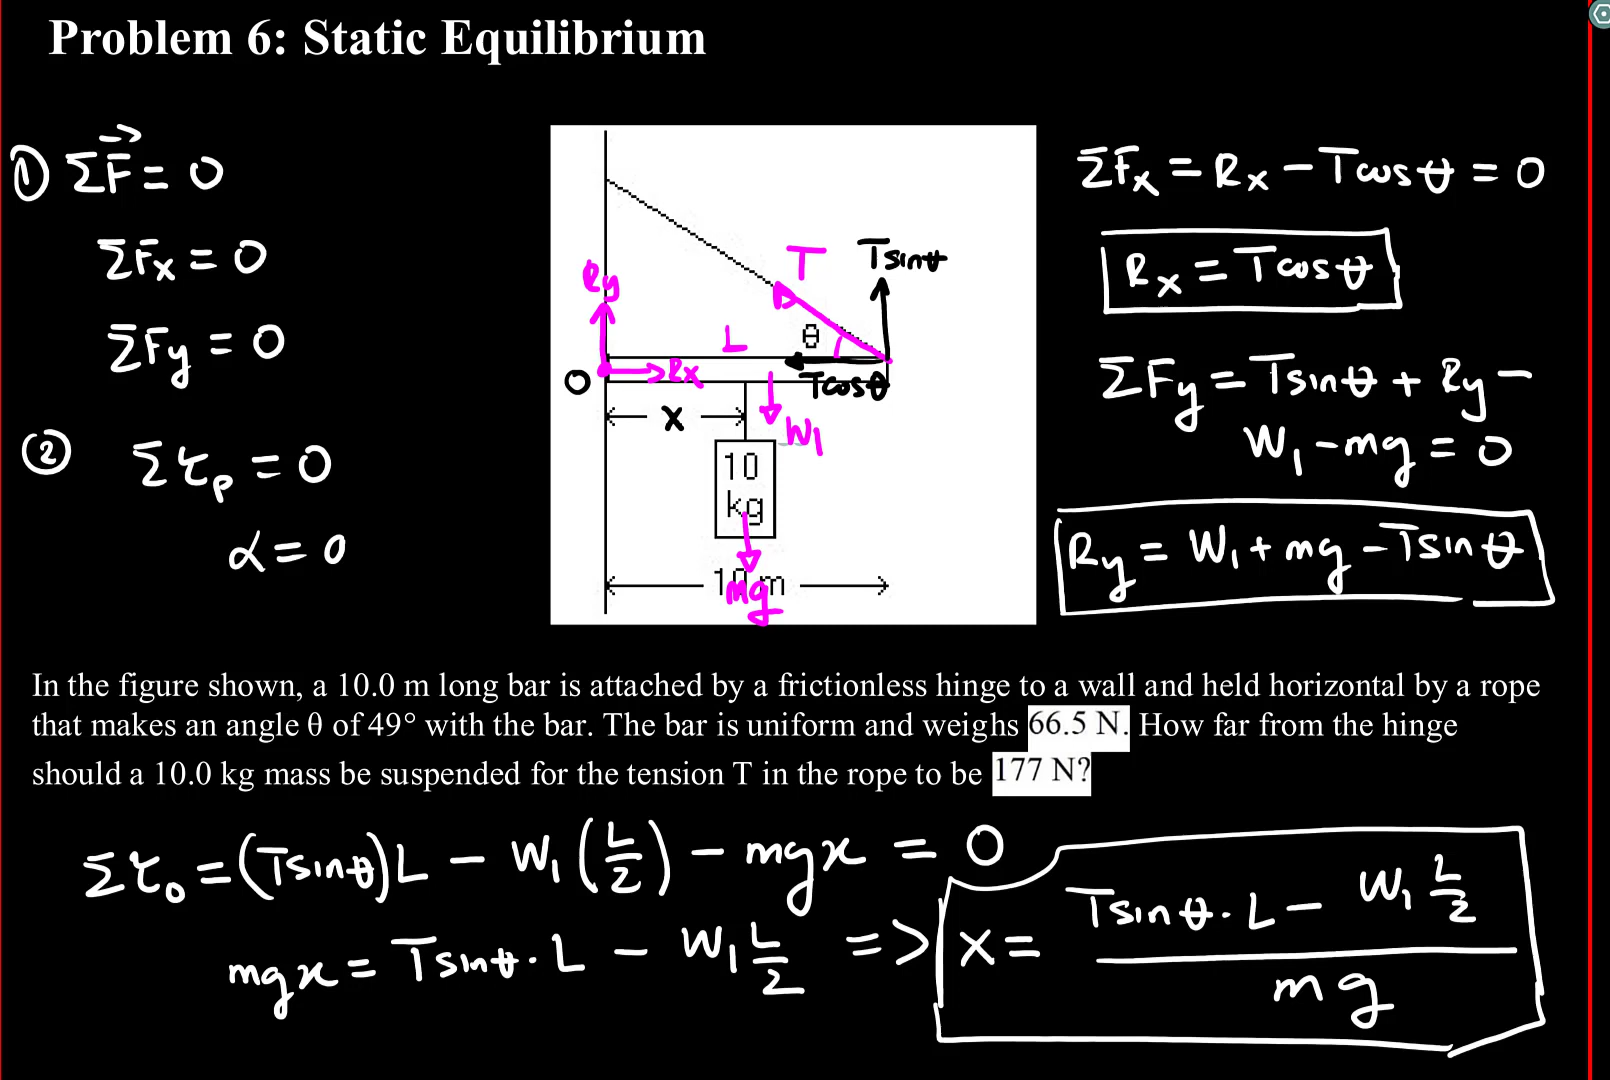 Problem 6: Static Equilibrium
① ΣF⃗ = 0
ΣFx = 0
ΣFy = 0
② Στp = 0
α = 0
T
Tsinθ
Ry
L
θ
O
Rx
Tcosθ
x
W1
10
kg
10 m
mg
ΣFx = Rx − Tcosθ = 0
Rx = Tcosθ
ΣFy = Tsinθ + Ry −
W1 − mg = 0
Ry = W1 + mg − Tsinθ
In the figure shown, a 10.0 m long bar is attached by a frictionless hinge to a wall and held horizontal by a rope
that makes an angle θ of 49° with the bar. The bar is uniform and weighs 66.5 N. How far from the hinge
should a 10.0 kg mass be suspended for the tension T in the rope to be 177 N?
Στo = (Tsinθ)L − W1(L/2) − mgx = 0
mgx = Tsinθ·L − W1 L/2 => x = (Tsinθ·L − W1 L/2) / mg